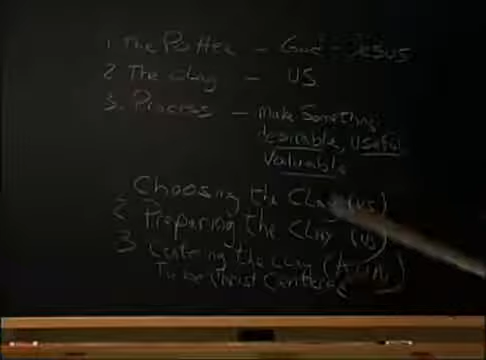 1. The Potter - God - Jesus
2 The clay - US
3. Process - Make Something
desirable, useful
Valuable
Choosing the Clay (us)
2 Preparing the Clay (us)
3 Centering the clay
To be Christ Centered